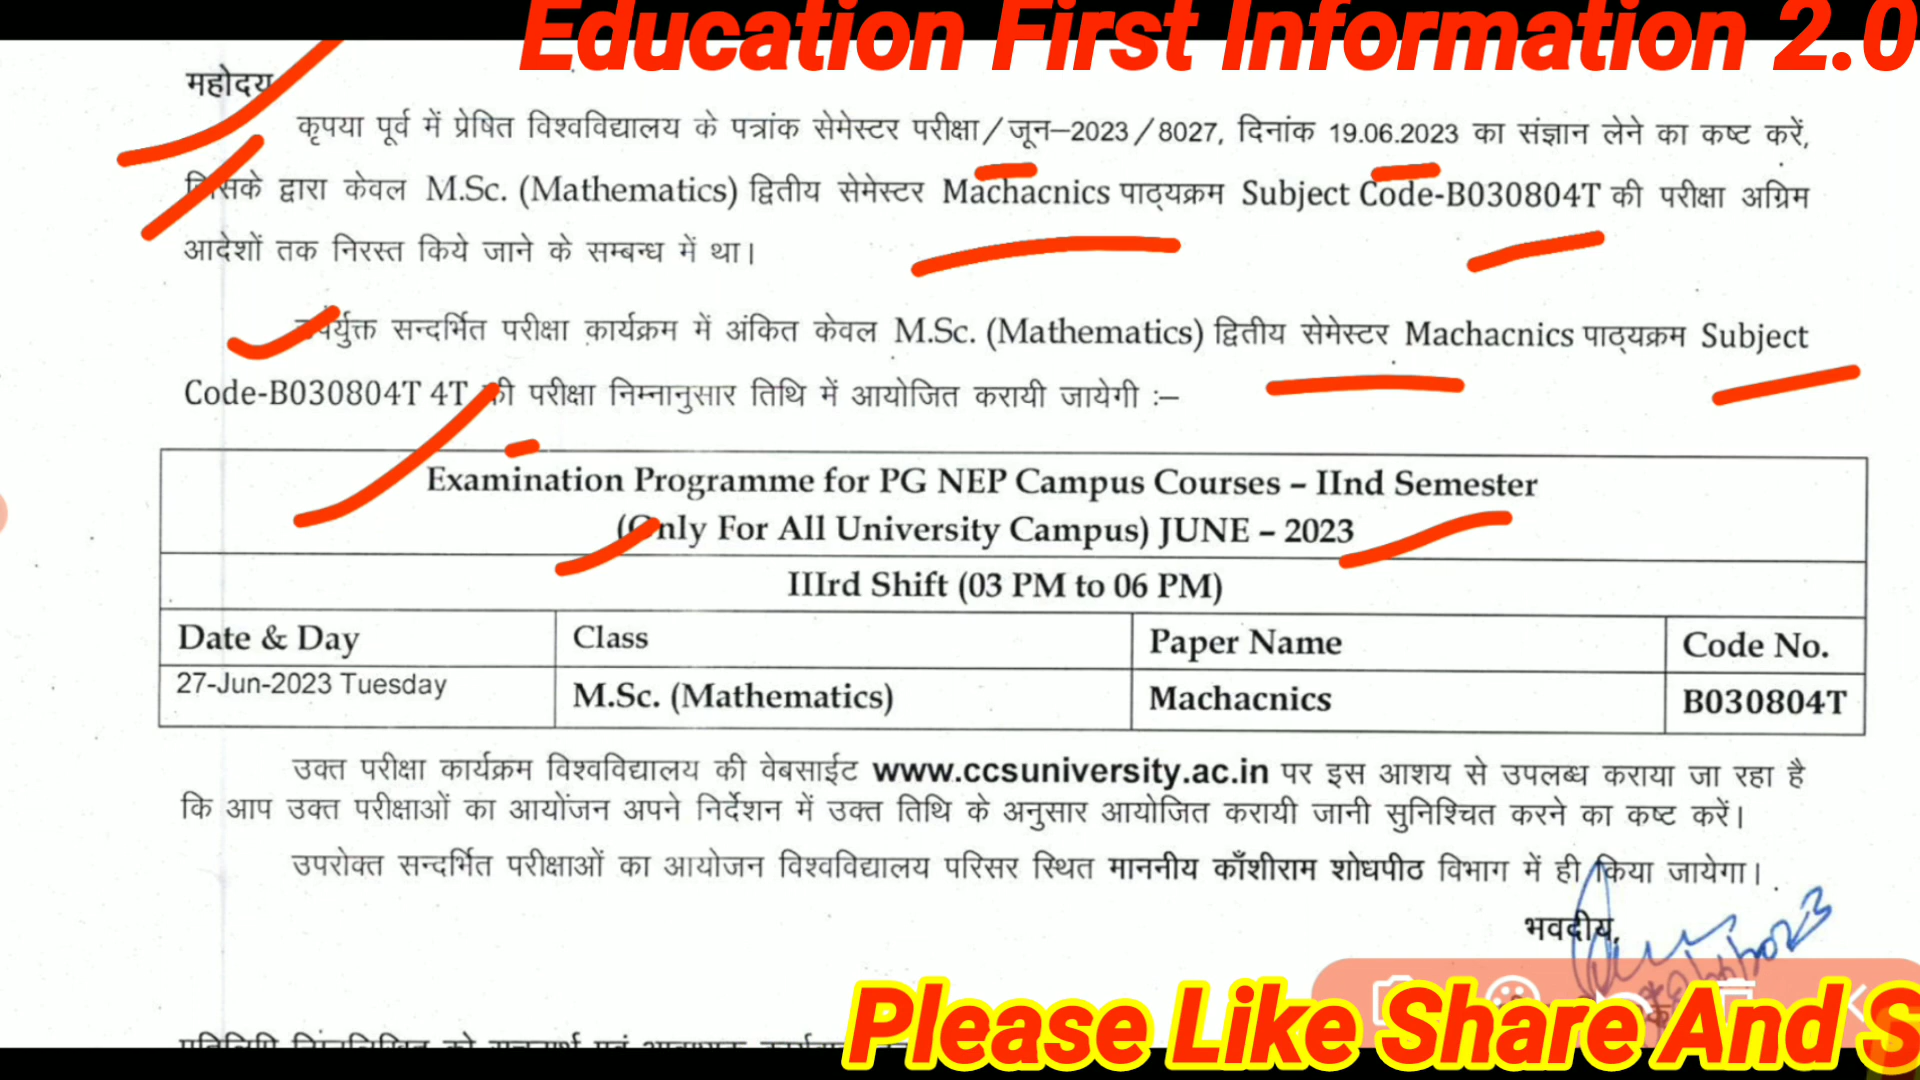 Education First Information 2.0
महोदय
कृपया पूर्व में प्रेषित विश्वविद्यालय के पत्रांक सेमेस्टर परीक्षा/जून–2023/8027, दिनांक 19.06.2023 का संज्ञान लेने का कष्ट करें,
जिसके द्वारा केवल M.Sc. (Mathematics) द्वितीय सेमेस्टर Machacnics पाठ्यक्रम Subject Code-B030804T की परीक्षा अग्रिम
आदेशों तक निरस्त किये जाने के सम्बन्ध में था।
सन्दर्भित परीक्षा कार्यक्रम में अंकित केवल M.Sc. (Mathematics) द्वितीय सेमेस्टर Machacnics पाठ्यक्रम Subject
Code-B030804T 4T की परीक्षा निम्नानुसार तिथि में आयोजित करायी जायेगी :–
Examination Programme for PG NEP Campus Courses – IInd Semester
(Only For All University Campus) JUNE – 2023
IIIrd Shift (03 PM to 06 PM)
Date & Day Class Paper Name Code No.
27-Jun-2023 Tuesday M.Sc. (Mathematics) Machacnics B030804T
उक्त परीक्षा कार्यक्रम विश्वविद्यालय की वेबसाईट www.ccsuniversity.ac.in पर इस आशय से उपलब्ध कराया जा रहा है
कि आप उक्त परीक्षाओं का आयोंजन अपने निर्देशन में उक्त तिथि के अनुसार आयोजित करायी जानी सुनिश्चित करने का कष्ट करें।
उपरोक्त सन्दर्भित परीक्षाओं का आयोजन विश्वविद्यालय परिसर स्थित माननीय काँशीराम शोधपीठ विभाग में ही किया जायेगा।
भवदीय,
Please Like Share And S